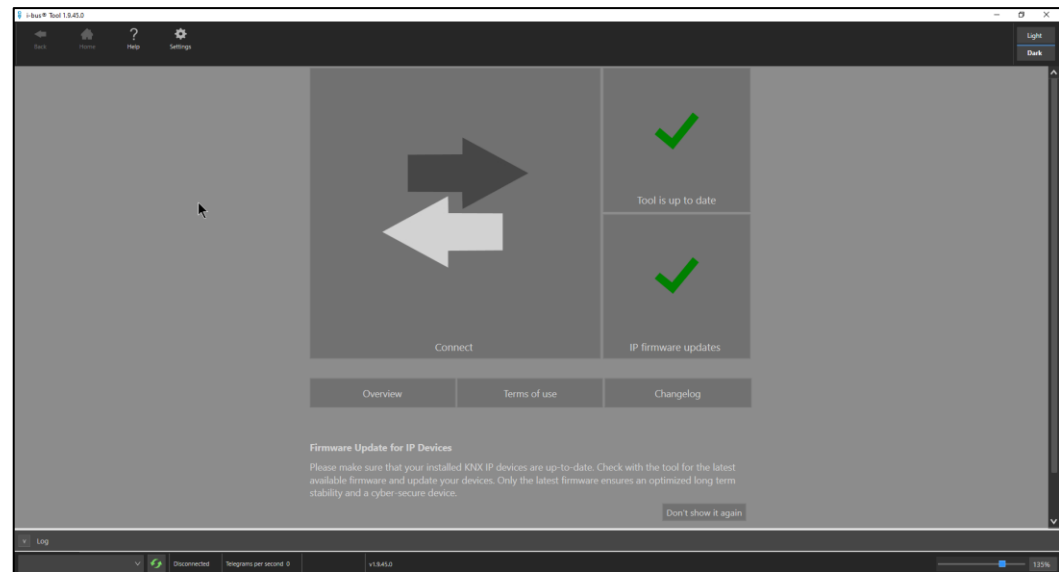 i-bus® Tool 1.9.45.0
Back
Home
Help
Settings
Light
Dark
Tool is up to date
Connect
IP firmware updates
Overview
Terms of use
Changelog
Firmware Update for IP Devices
Please make sure that your installed KNX IP devices are up-to-date. Check with the tool for the latest
available firmware and update your devices. Only the latest firmware ensures an optimized long term
stability and a cyber-secure device.
Don't show it again
Log
Disconnected
Telegrams per second 0
v1.9.45.0
135%